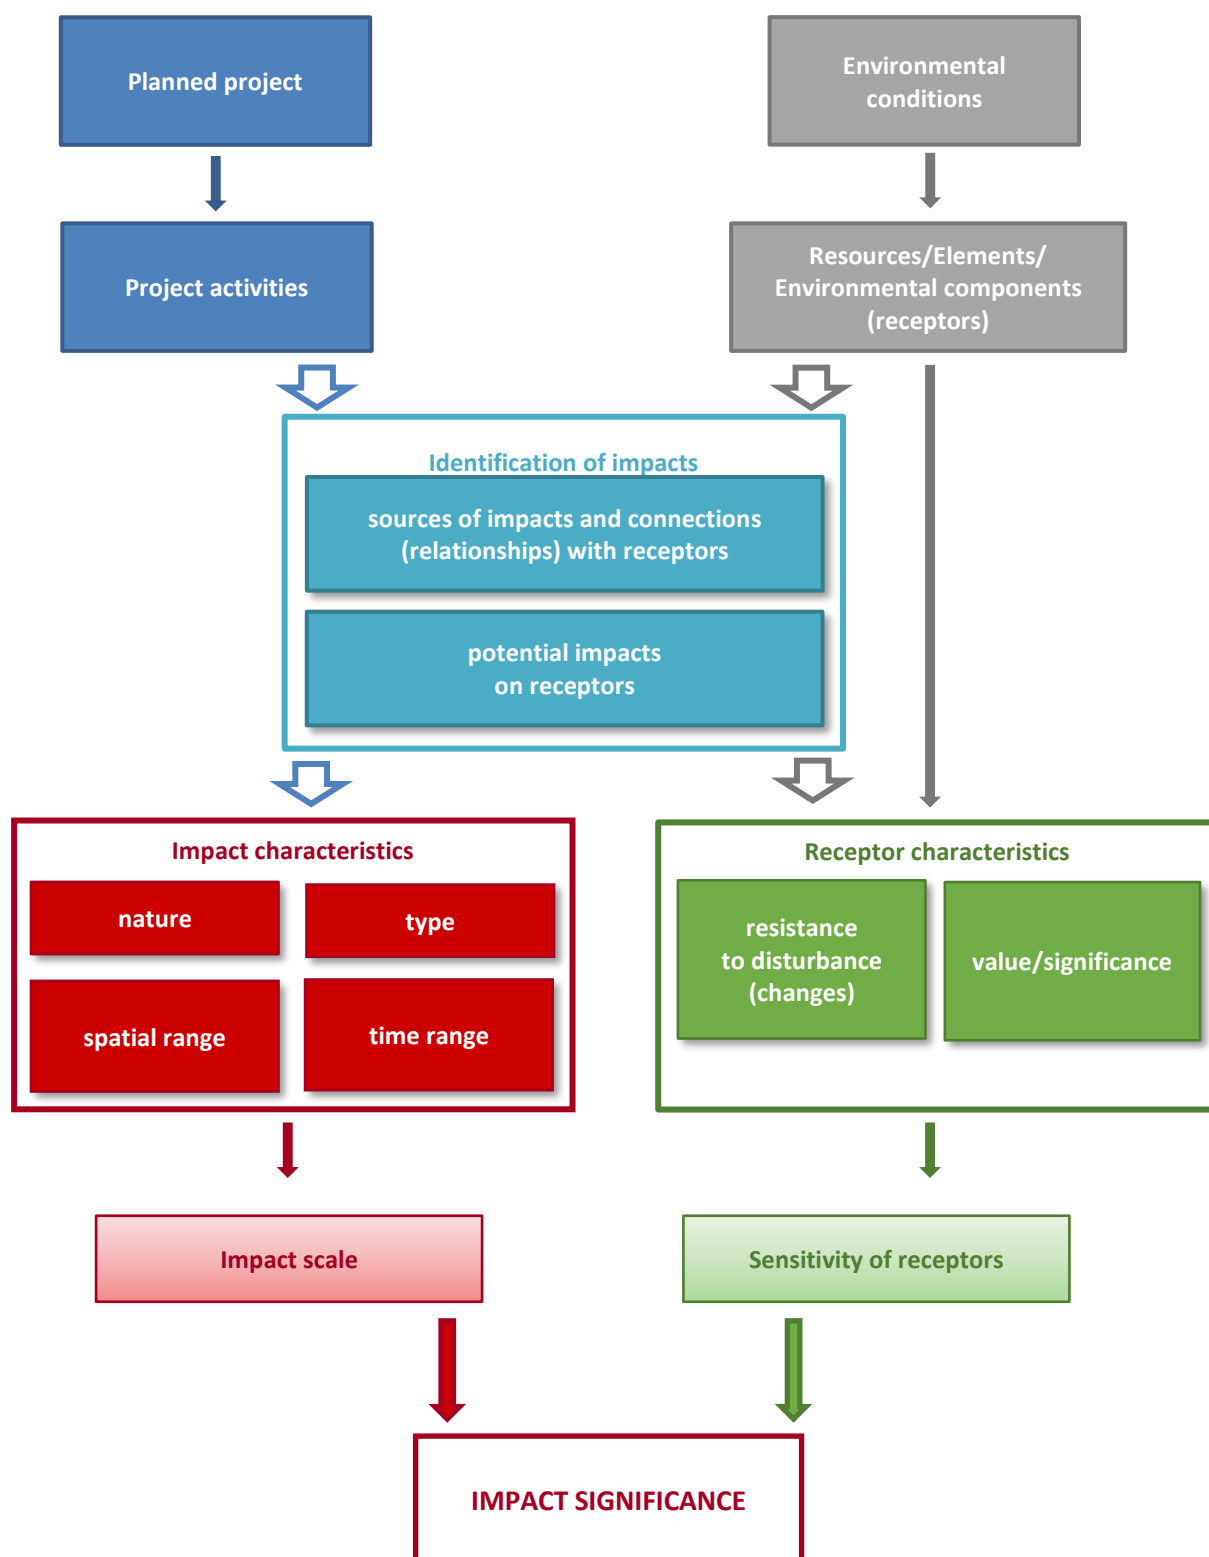 Planned project
Environmental
conditions
Project activities
Resources/Elements/
Environmental components
(receptors)
Identification of impacts
sources of impacts and connections
(relationships) with receptors
potential impacts
on receptors
Impact characteristics
nature
type
spatial range
time range
Receptor characteristics
resistance
to disturbance
(changes)
value/significance
Impact scale
Sensitivity of receptors
IMPACT SIGNIFICANCE